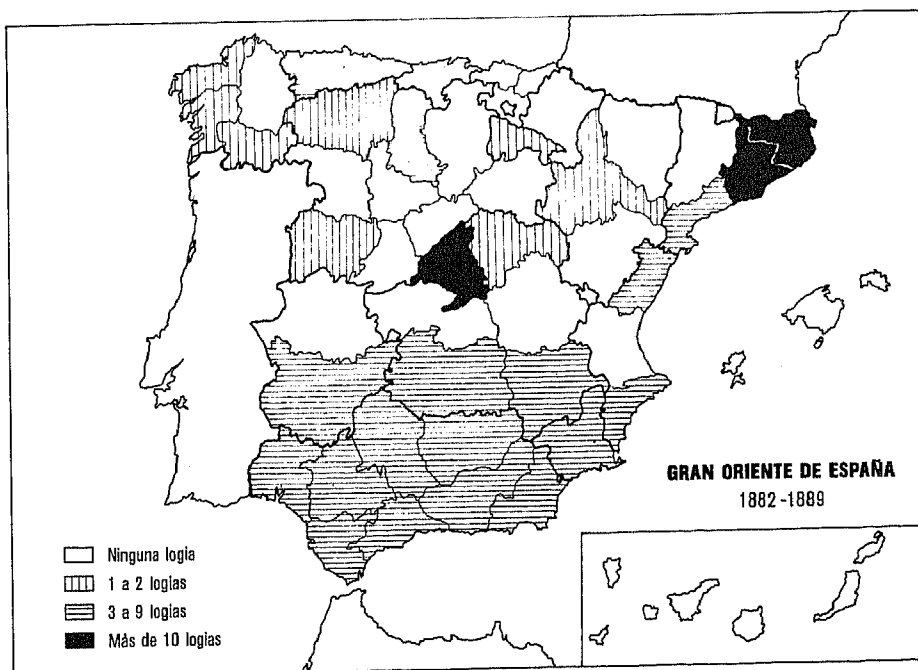 GRAN ORIENTE DE ESPAÑA
1882-1889
Ninguna logia
1 a 2 logias
3 a 9 logias
Más de 10 logias